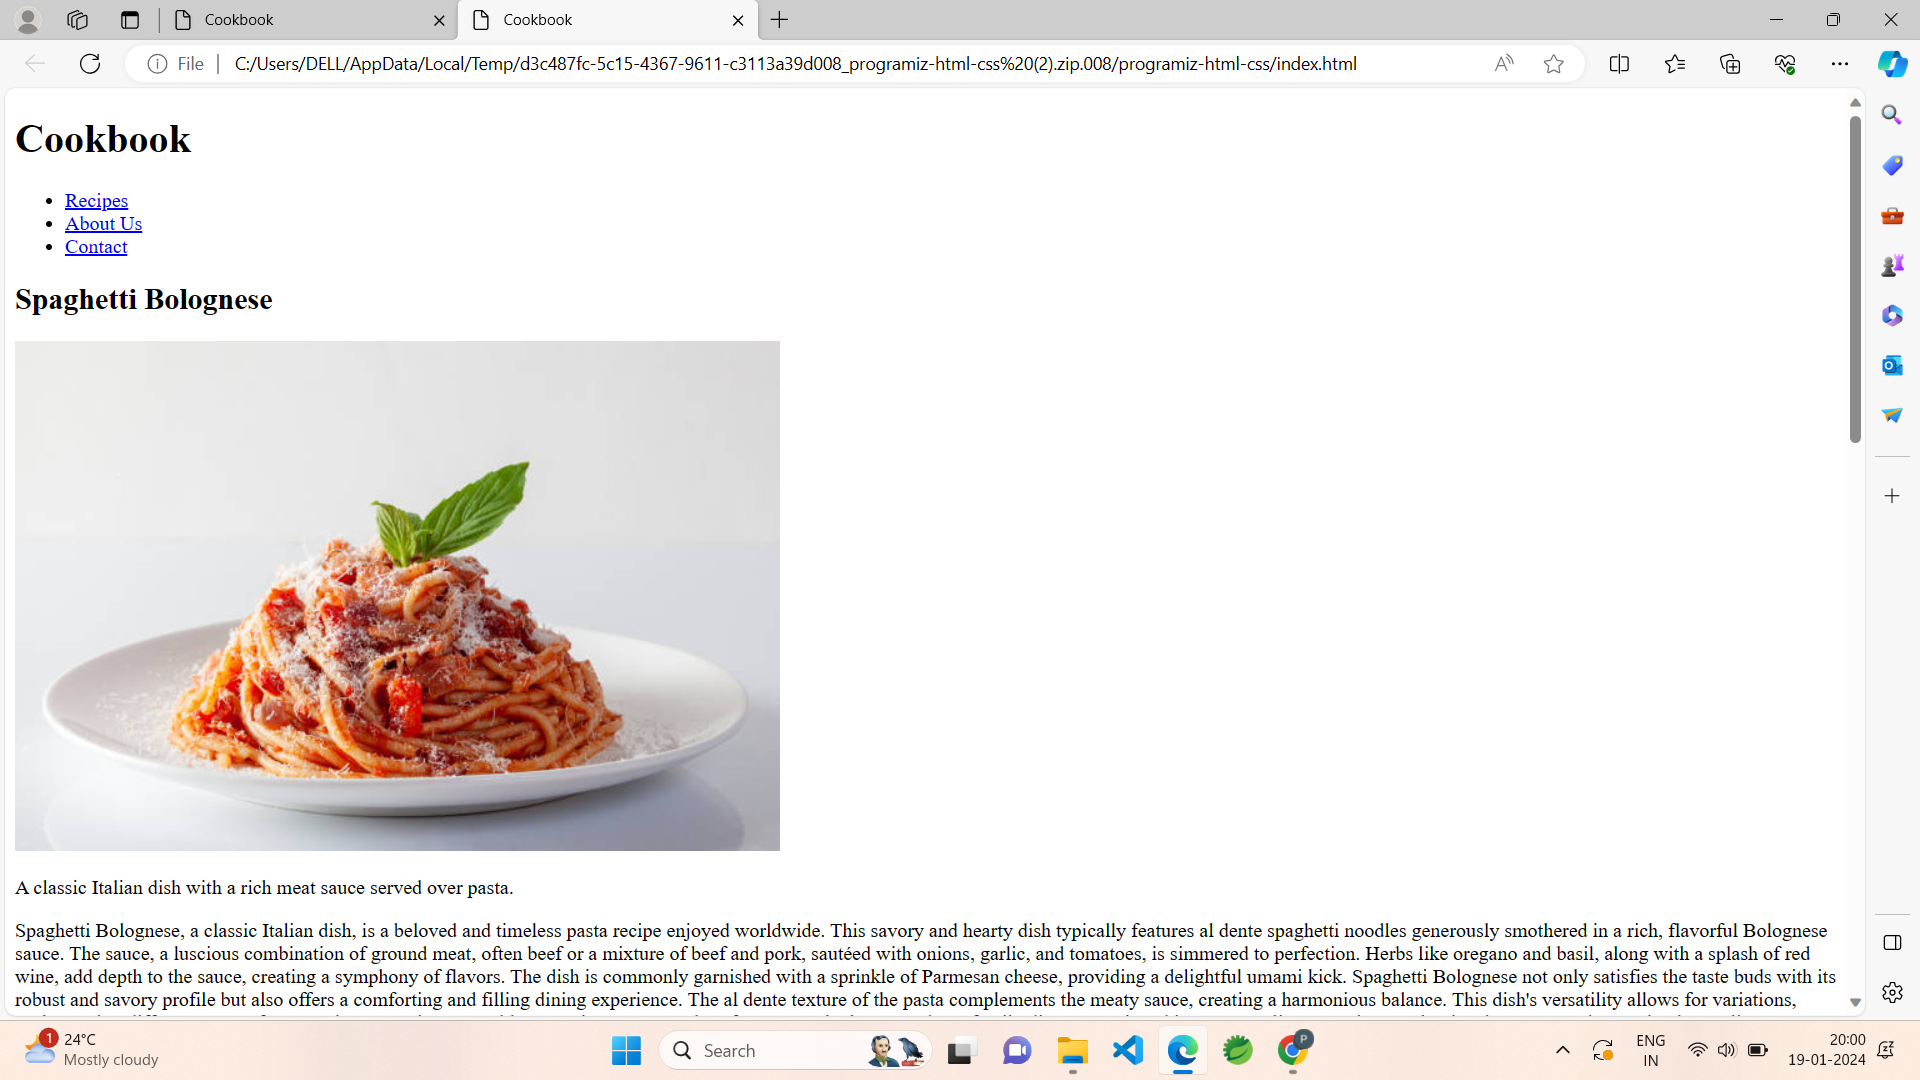 Cookbook
Cookbook
File
C:/Users/DELL/AppData/Local/Temp/d3c487fc-5c15-4367-9611-c3113a39d008_programiz-html-css%20(2).zip.008/programiz-html-css/index.html
Cookbook
Recipes
About Us
Contact
Spaghetti Bolognese
A classic Italian dish with a rich meat sauce served over pasta.
Spaghetti Bolognese, a classic Italian dish, is a beloved and timeless pasta recipe enjoyed worldwide. This savory and hearty dish typically features al dente spaghetti noodles generously smothered in a rich, flavorful Bolognese
sauce. The sauce, a luscious combination of ground meat, often beef or a mixture of beef and pork, sautéed with onions, garlic, and tomatoes, is simmered to perfection. Herbs like oregano and basil, along with a splash of red
wine, add depth to the sauce, creating a symphony of flavors. The dish is commonly garnished with a sprinkle of Parmesan cheese, providing a delightful umami kick. Spaghetti Bolognese not only satisfies the taste buds with its
robust and savory profile but also offers a comforting and filling dining experience. The al dente texture of the pasta complements the meaty sauce, creating a harmonious balance. This dish's versatility allows for variations,
1
24°C
Mostly cloudy
Search
P
ENG
IN
20:00
19-01-2024